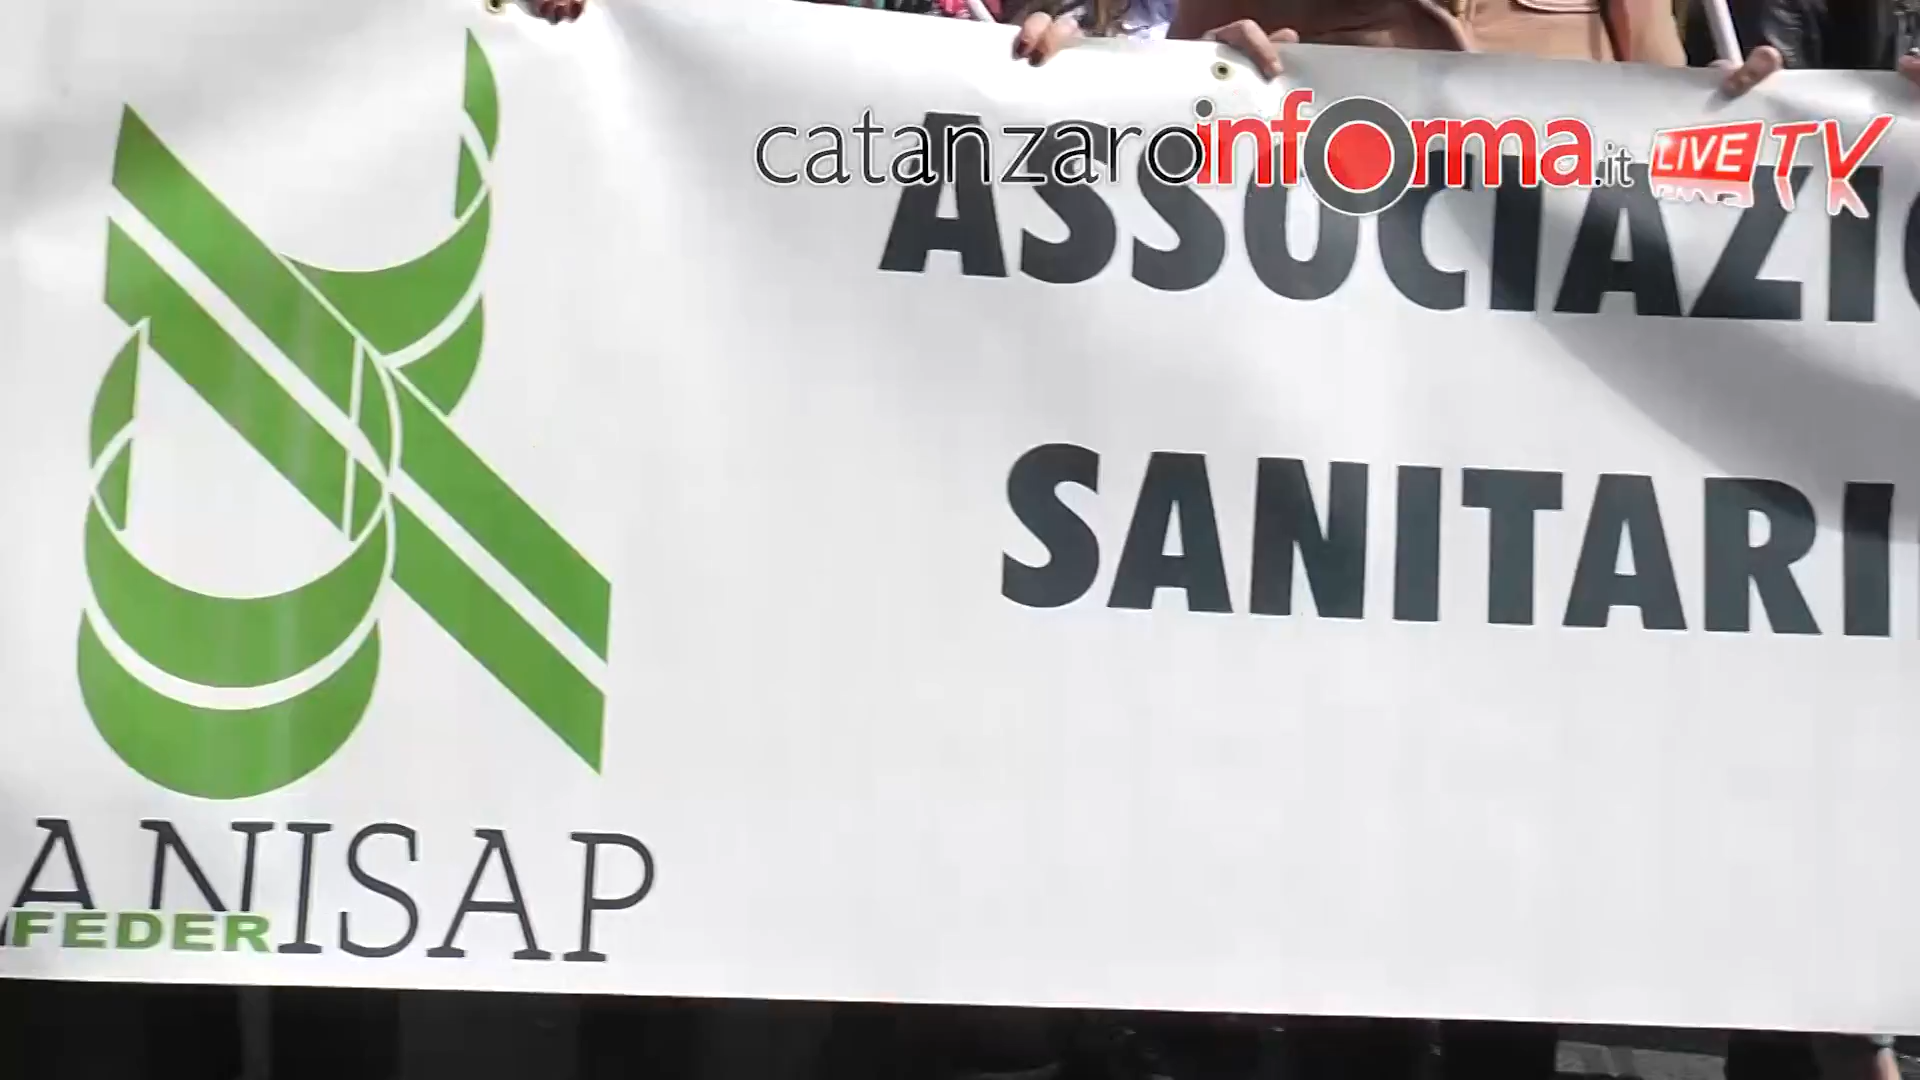 catanzaroinforma.it LIVE TV
ASSOCIAZIO
SANITARI
ANISAP
FEDER